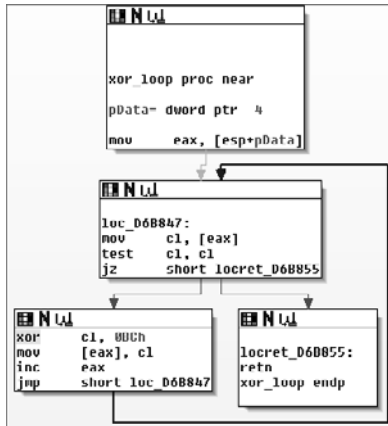 xor_loop proc near
pData= dword ptr  4
mov     eax, [esp+pData]
loc_D6B847:
mov     cl, [eax]
test    cl, cl
jz      short locret_D6B855
xor     cl, 0BCh
mov     [eax], cl
inc     eax
jmp     short loc_D6B847
locret_D6B855:
retn
xor_loop endp